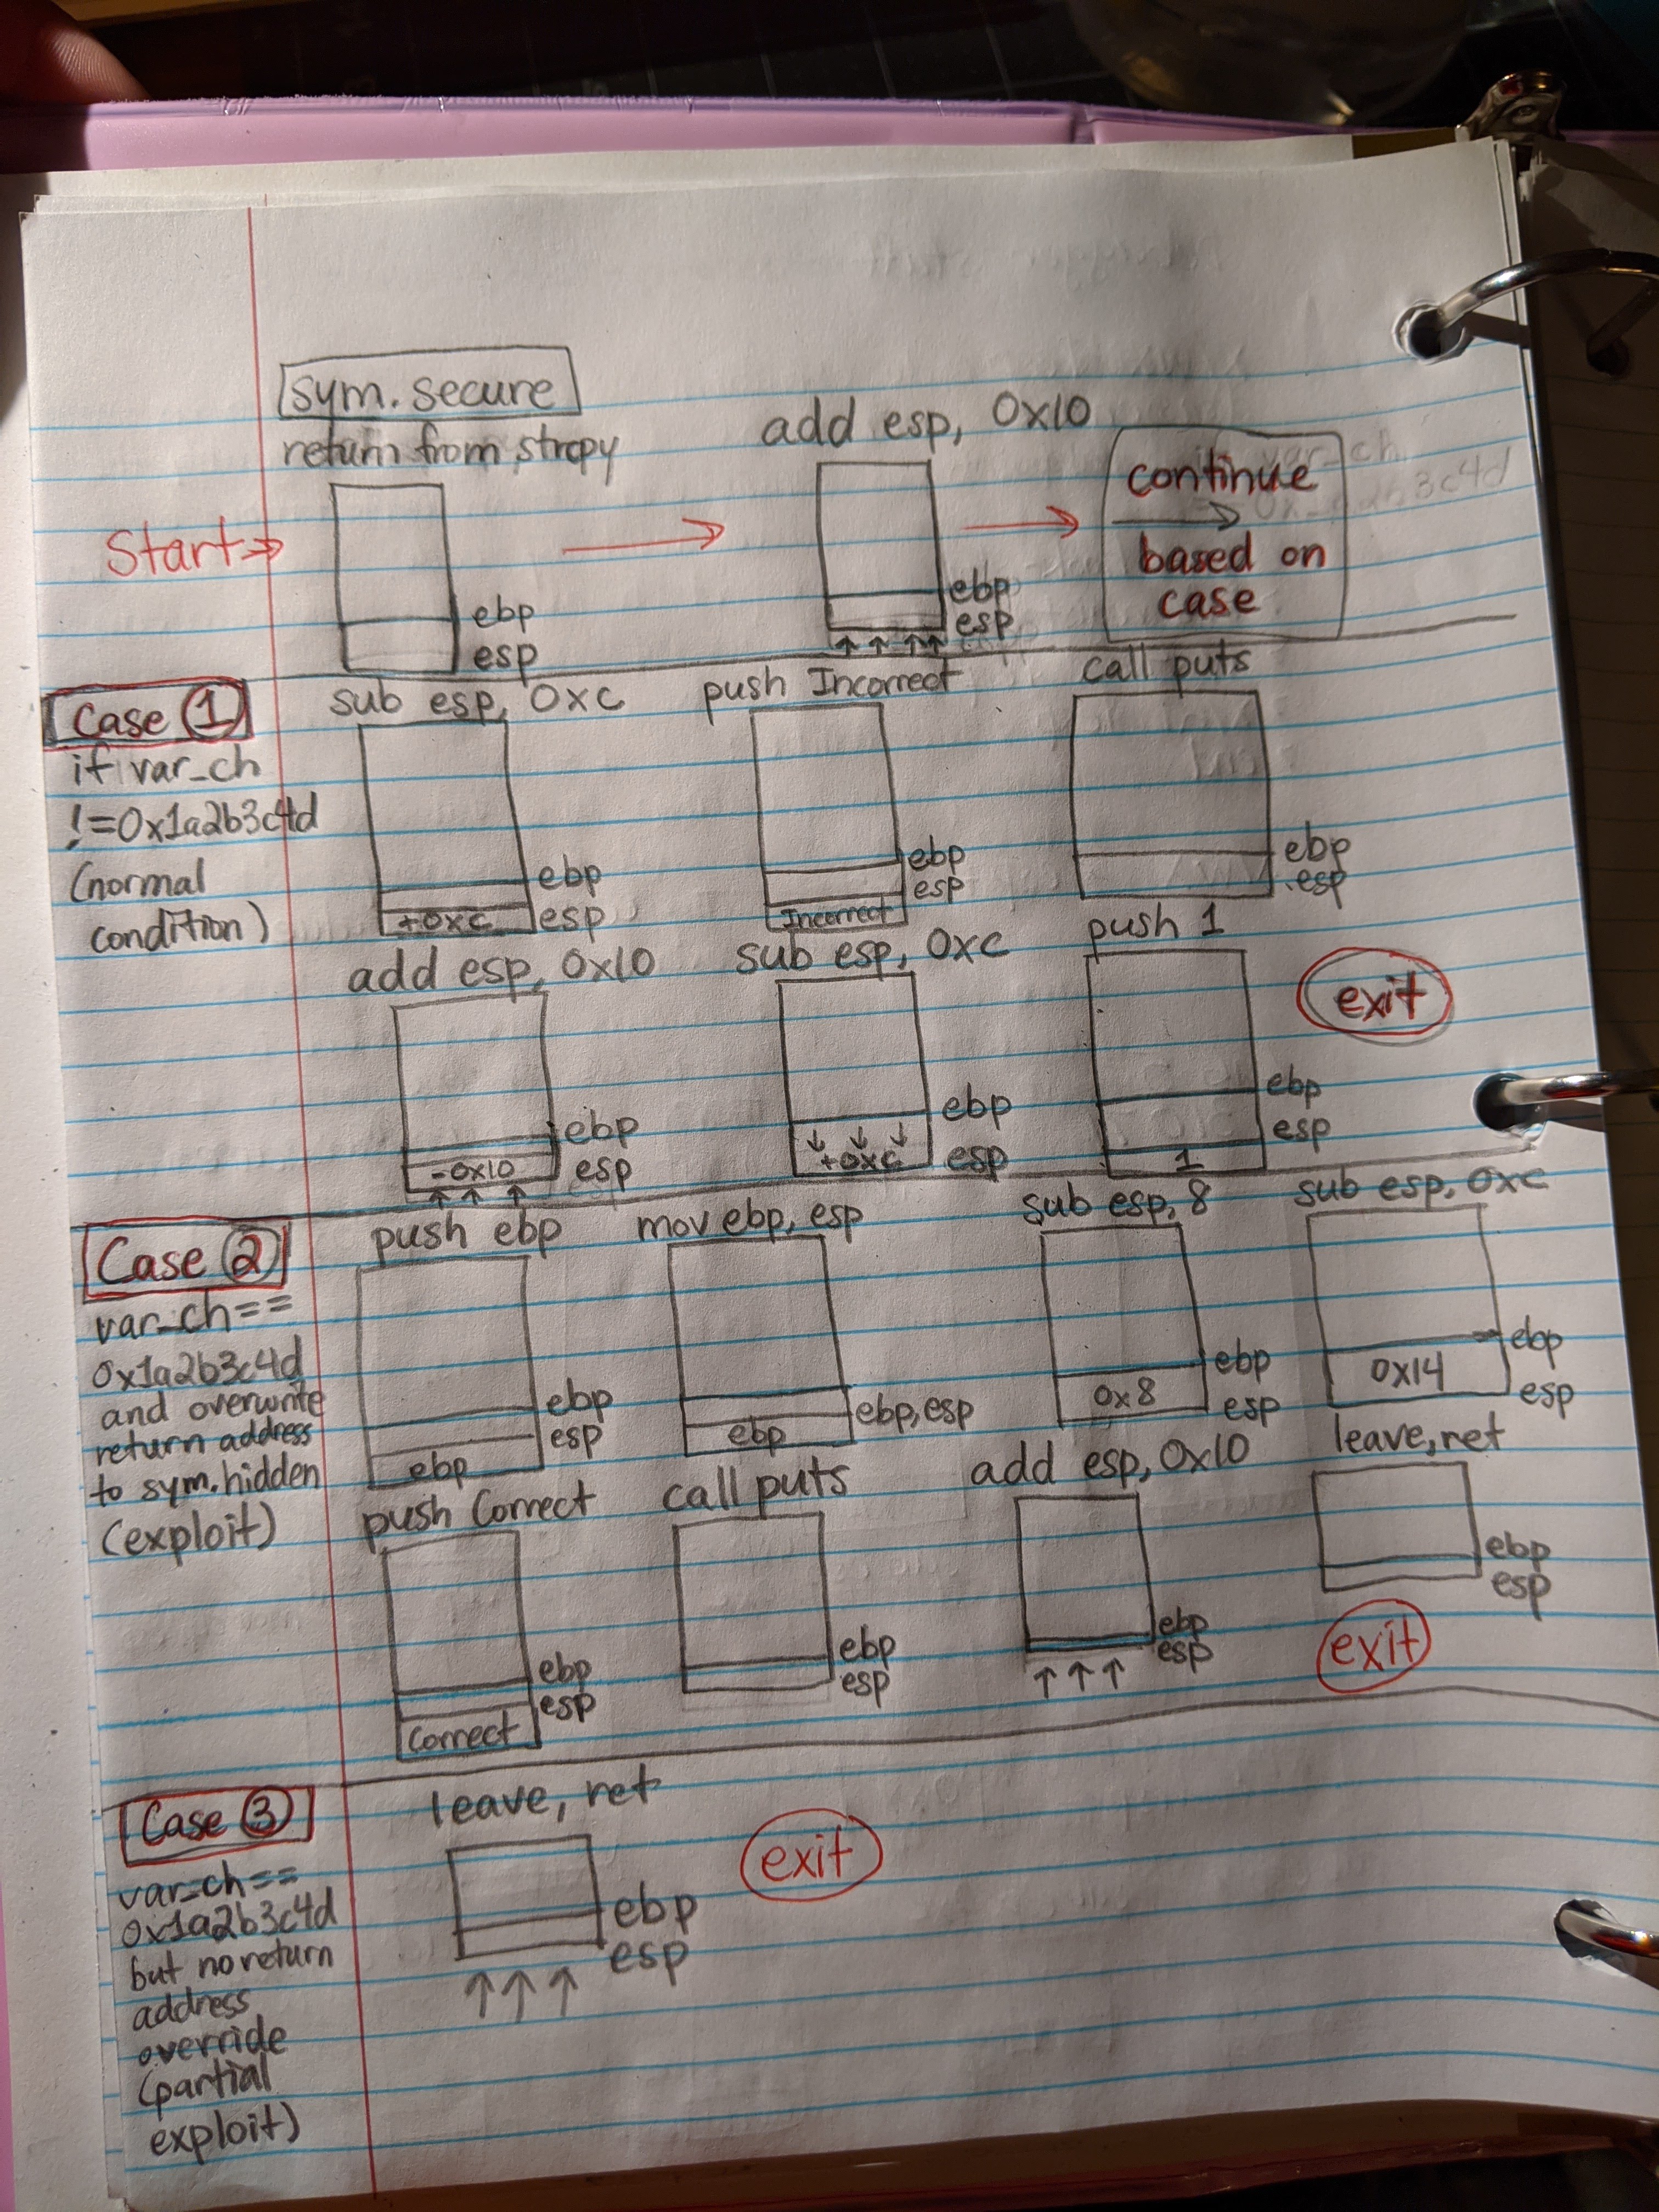 sym. secure
return from strcpy
add esp, 0x10
Start
ebp
esp
ebp
esp
continue
based on
case
Case 1
if var_ch
!=0x1a2b3c4d
(normal
condition)
sub esp, 0xc
ebp
+0xc esp
push Incorrect
ebp
esp
Incorrect
call puts
ebp
esp
add esp, 0x10
ebp
-0x10 esp
sub esp, 0xc
ebp
+0xc esp
push 1
ebp
esp
1
exit
Case 2
var_ch==
0x1a2b3c4d
and overwrite
return address
to sym.hidden
(exploit)
push ebp
ebp
esp
ebp
mov ebp, esp
ebp,esp
ebp
sub esp, 8
ebp
0x8
esp
sub esp, 0xc
ebp
0x14
esp
push Correct
ebp
esp
Correct
call puts
ebp
esp
add esp, 0x10
ebp
esp
leave, ret
ebp
esp
exit
Case 3
var_ch==
0x1a2b3c4d
but no return
address
override
(partial
exploit)
leave, ret
ebp
esp
exit